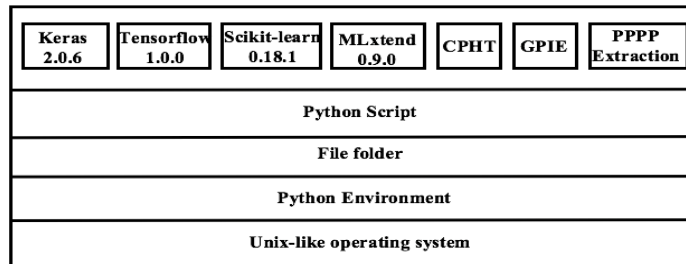 Keras
2.0.6
Tensorflow
1.0.0
Scikit-learn
0.18.1
MLxtend
0.9.0
CPHT
GPIE
PPPP
Extraction
Python Script
File folder
Python Environment
Unix-like operating system